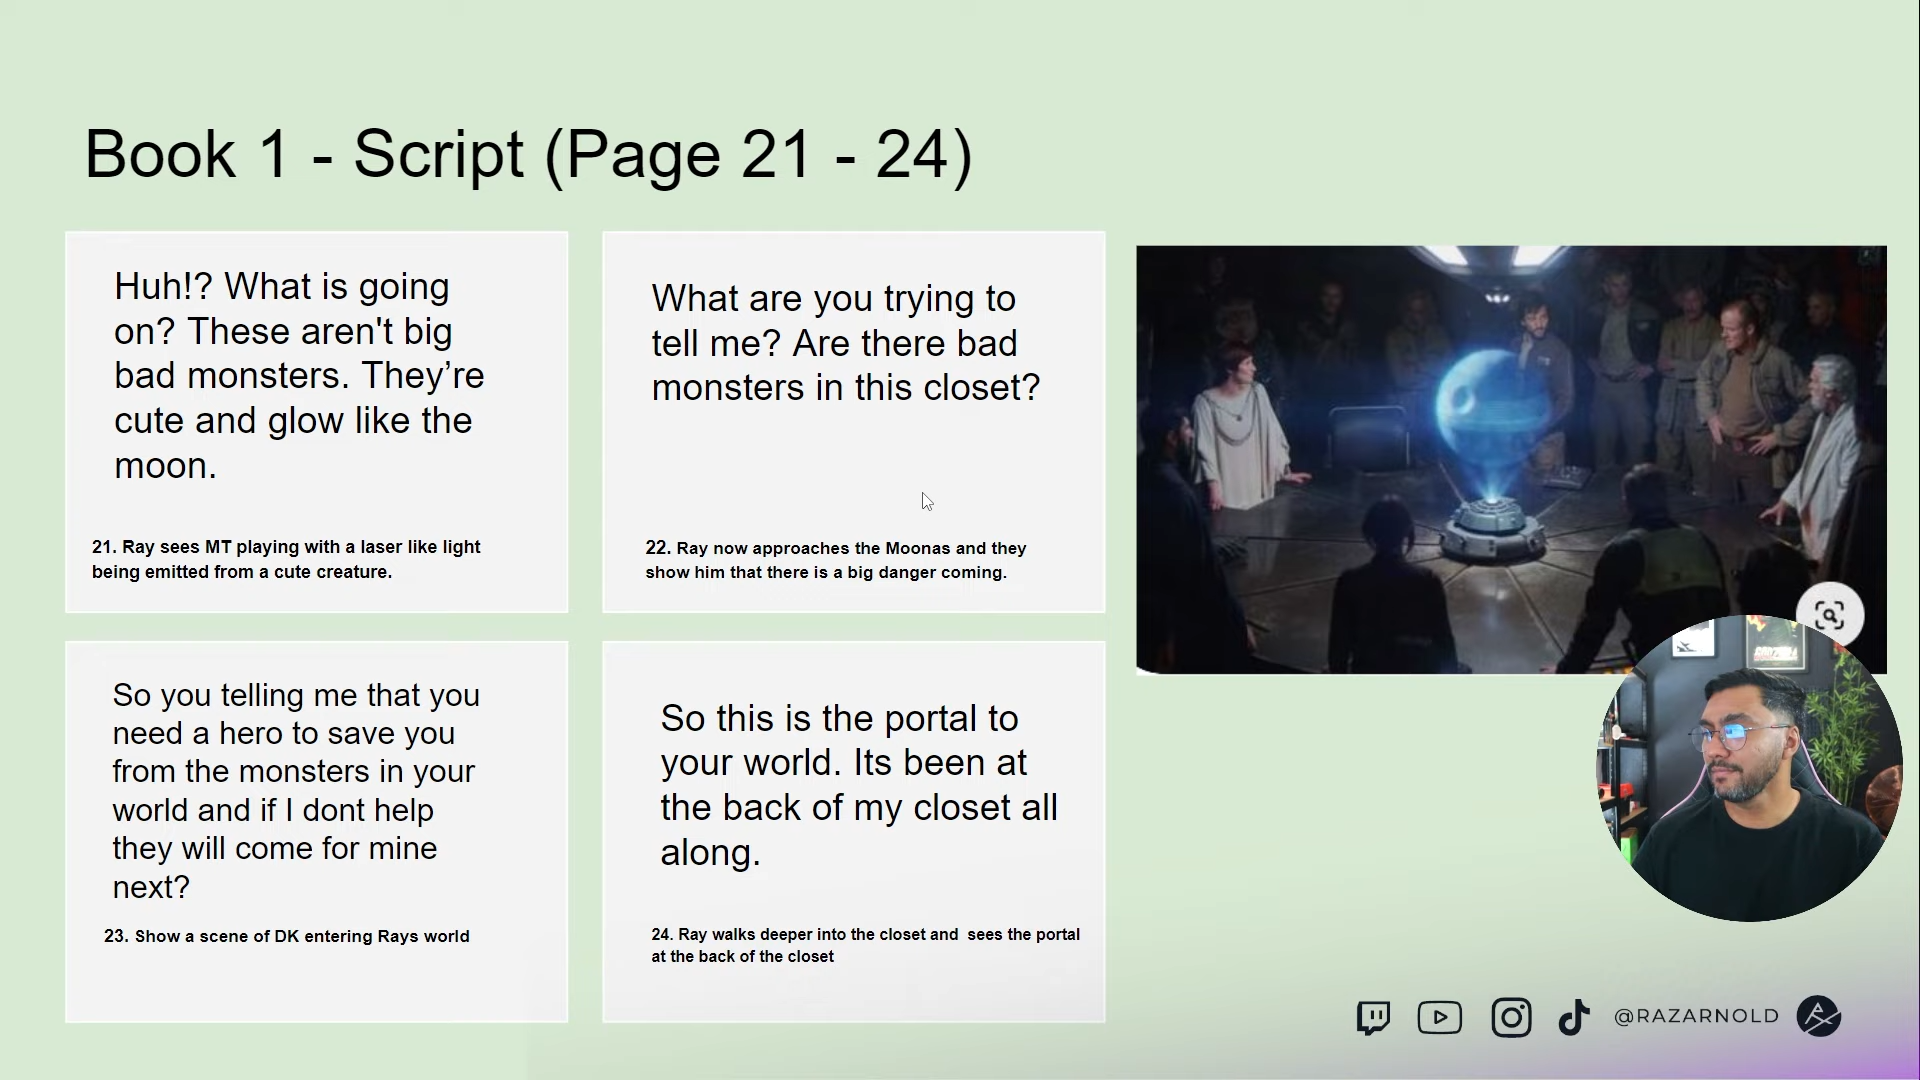 Book 1 - Script (Page 21 - 24)
Huh!? What is going
on? These aren't big
bad monsters. They’re
cute and glow like the
moon.
21. Ray sees MT playing with a laser like light
being emitted from a cute creature.
What are you trying to
tell me? Are there bad
monsters in this closet?
22. Ray now approaches the Moonas and they
show him that there is a big danger coming.
So you telling me that you
need a hero to save you
from the monsters in your
world and if I dont help
they will come for mine
next?
23. Show a scene of DK entering Rays world
So this is the portal to
your world. Its been at
the back of my closet all
along.
24. Ray walks deeper into the closet and  sees the portal
at the back of the closet
@RAZARNOLD